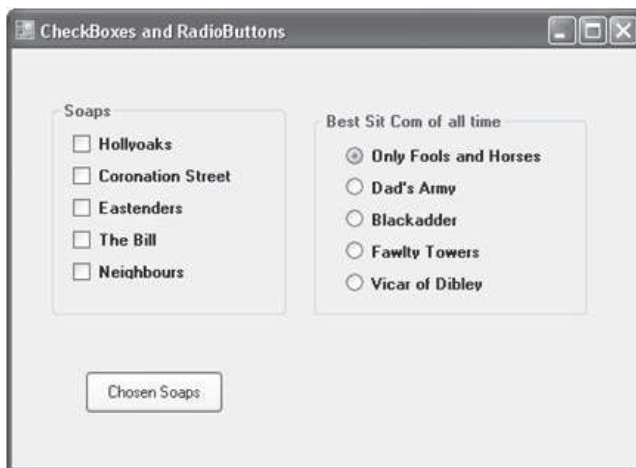 CheckBoxes and RadioButtons
Soaps
Hollyoaks
Coronation Street
Eastenders
The Bill
Neighbours
Best Sit Com of all time
Only Fools and Horses
Dad's Army
Blackadder
Fawlty Towers
Vicar of Dibley
Chosen Soaps